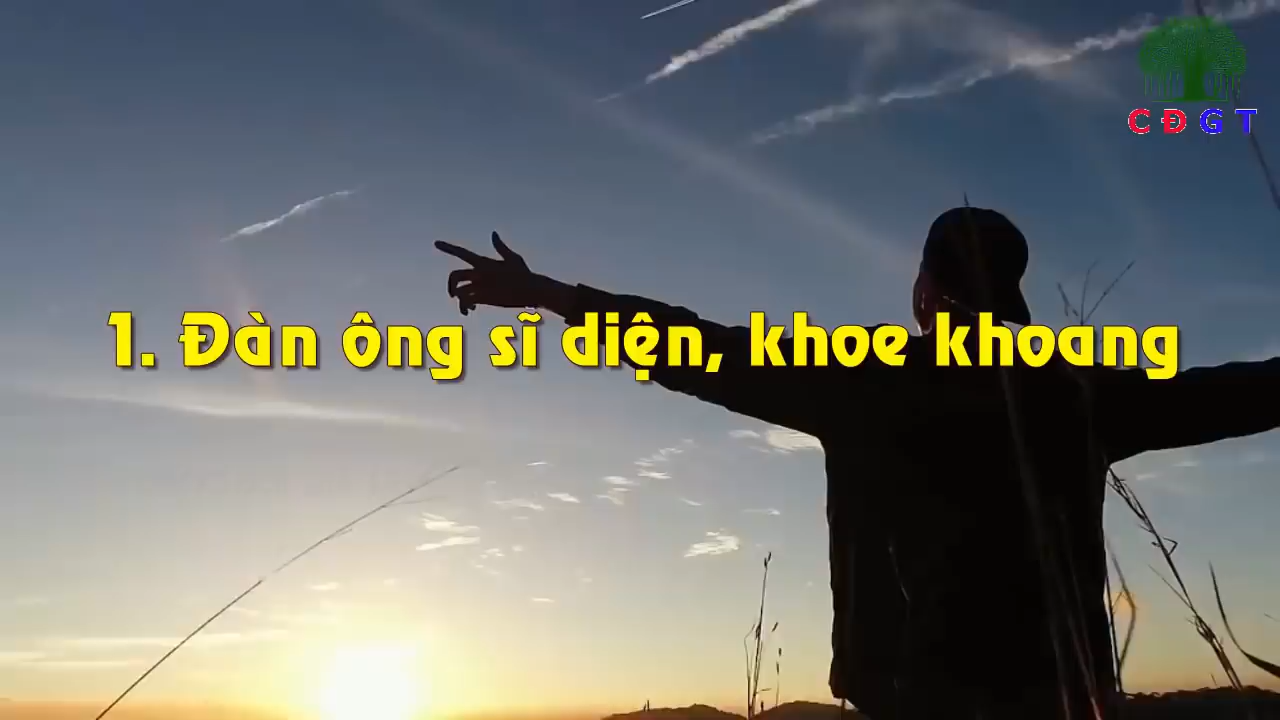 CĐGT
1. Đàn ông sĩ diện, khoe khoang